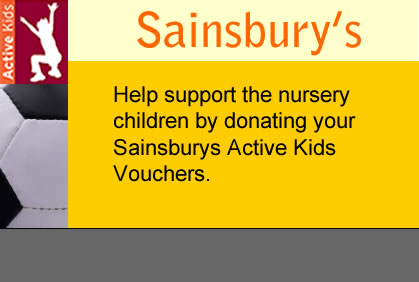 Active Kids
Sainsbury's
Help support the nursery
children by donating your
Sainsburys Active Kids
Vouchers.